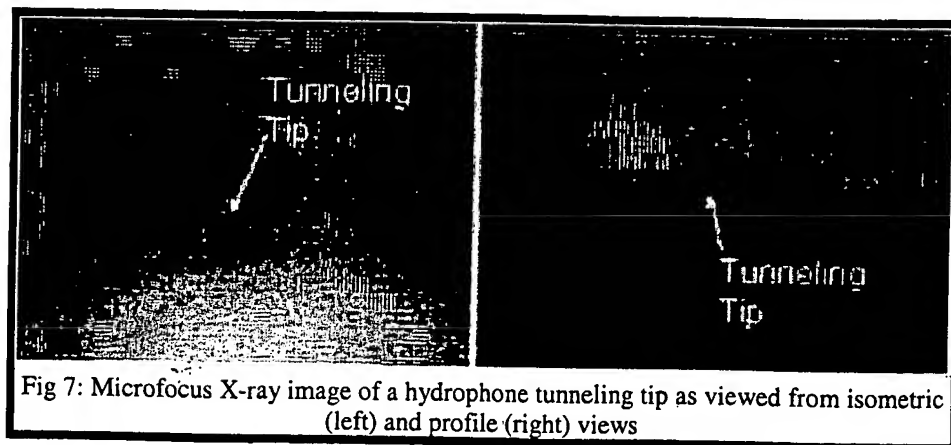 Tunneling
Tip
Tunneling
Tip
Fig 7: Microfocus X-ray image of a hydrophone tunneling tip as viewed from isometric
(left) and profile (right) views